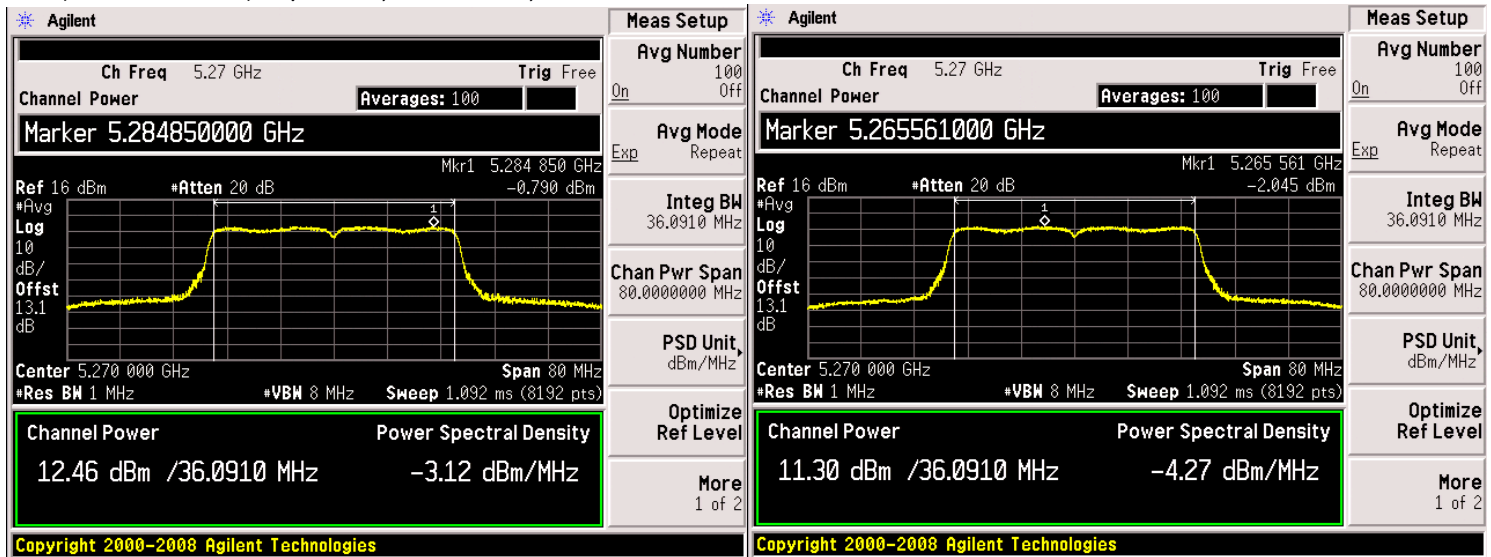 Agilent
Meas Setup
Ch Freq 5.27 GHz Trig Free
Channel Power Averages: 100
Marker 5.284850000 GHz
Mkr1 5.284 850 GHz
Ref 16 dBm #Atten 20 dB -0.790 dBm
#Avg
Log
10
dB/
Offst
13.1
dB
1
Center 5.270 000 GHz Span 80 MHz
#Res BW 1 MHz #VBW 8 MHz Sweep 1.092 ms (8192 pts)
Channel Power Power Spectral Density
12.46 dBm /36.0910 MHz -3.12 dBm/MHz
Avg Number
100
On Off
Avg Mode
Exp Repeat
Integ BW
36.0910 MHz
Chan Pwr Span
80.0000000 MHz
PSD Unit
dBm/MHz
Optimize
Ref Level
More
1 of 2
Copyright 2000-2008 Agilent Technologies
Agilent
Meas Setup
Ch Freq 5.27 GHz Trig Free
Channel Power Averages: 100
Marker 5.265561000 GHz
Mkr1 5.265 561 GHz
Ref 16 dBm #Atten 20 dB -2.045 dBm
#Avg
Log
10
dB/
Offst
13.1
dB
1
Center 5.270 000 GHz Span 80 MHz
#Res BW 1 MHz #VBW 8 MHz Sweep 1.092 ms (8192 pts)
Channel Power Power Spectral Density
11.30 dBm /36.0910 MHz -4.27 dBm/MHz
Avg Number
100
On Off
Avg Mode
Exp Repeat
Integ BW
36.0910 MHz
Chan Pwr Span
80.0000000 MHz
PSD Unit
dBm/MHz
Optimize
Ref Level
More
1 of 2
Copyright 2000-2008 Agilent Technologies